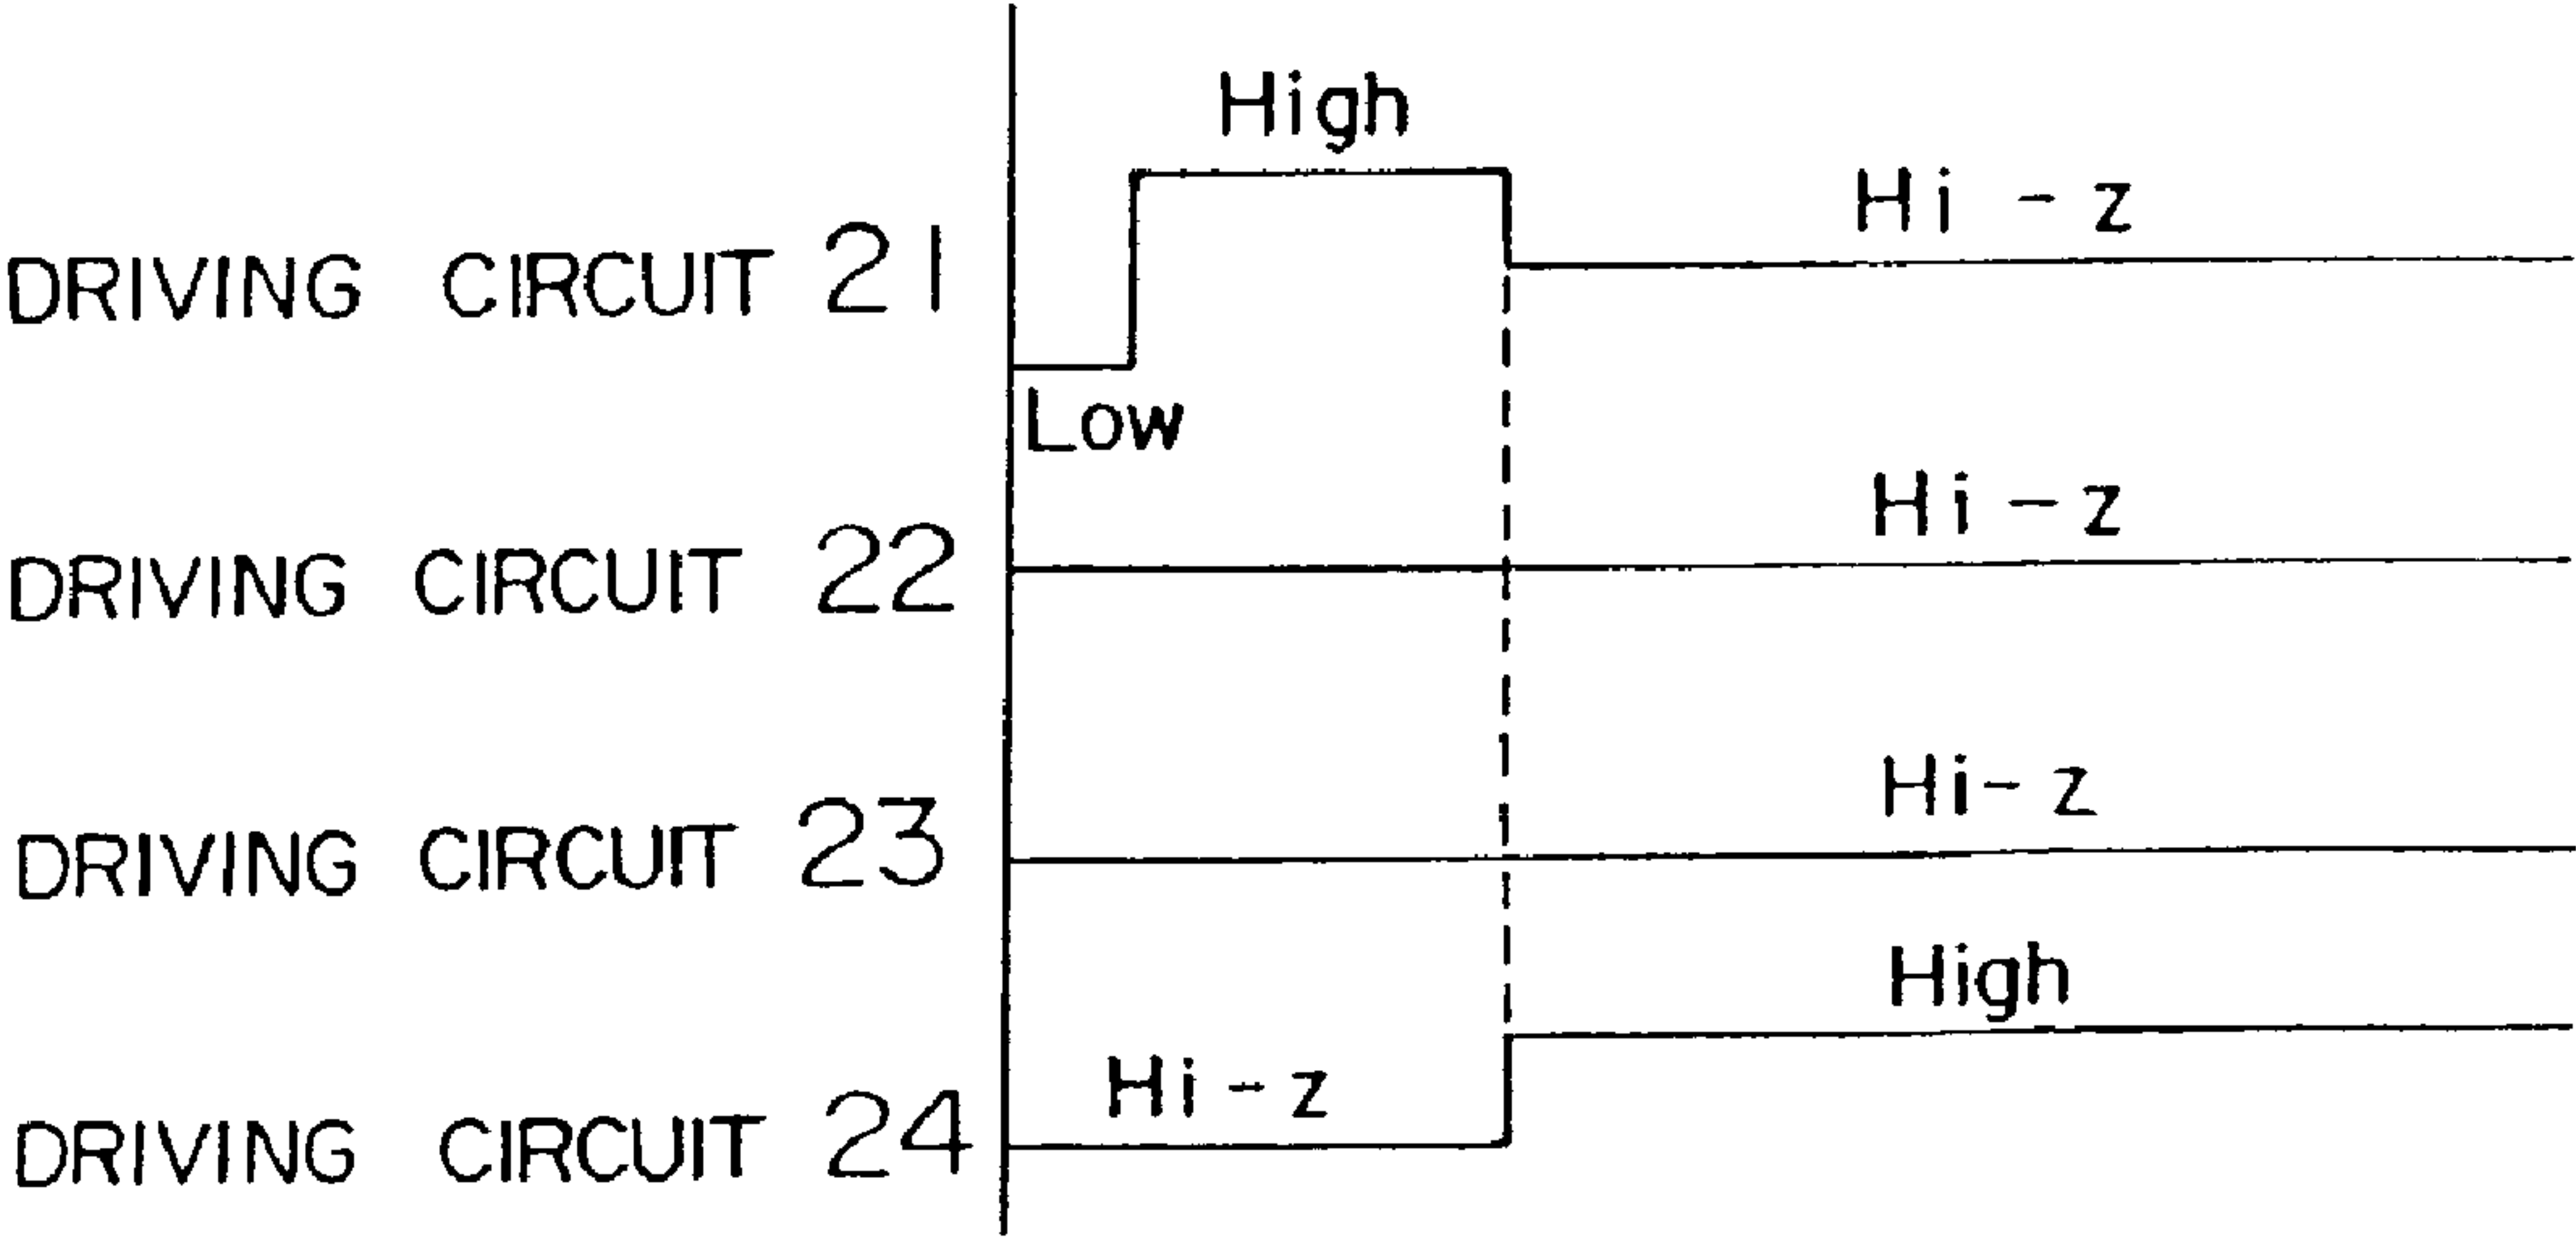 High
DRIVING CIRCUIT 21
Hi-z
Low
DRIVING CIRCUIT 22
Hi-z
DRIVING CIRCUIT 23
Hi-z
High
DRIVING CIRCUIT 24
Hi-z